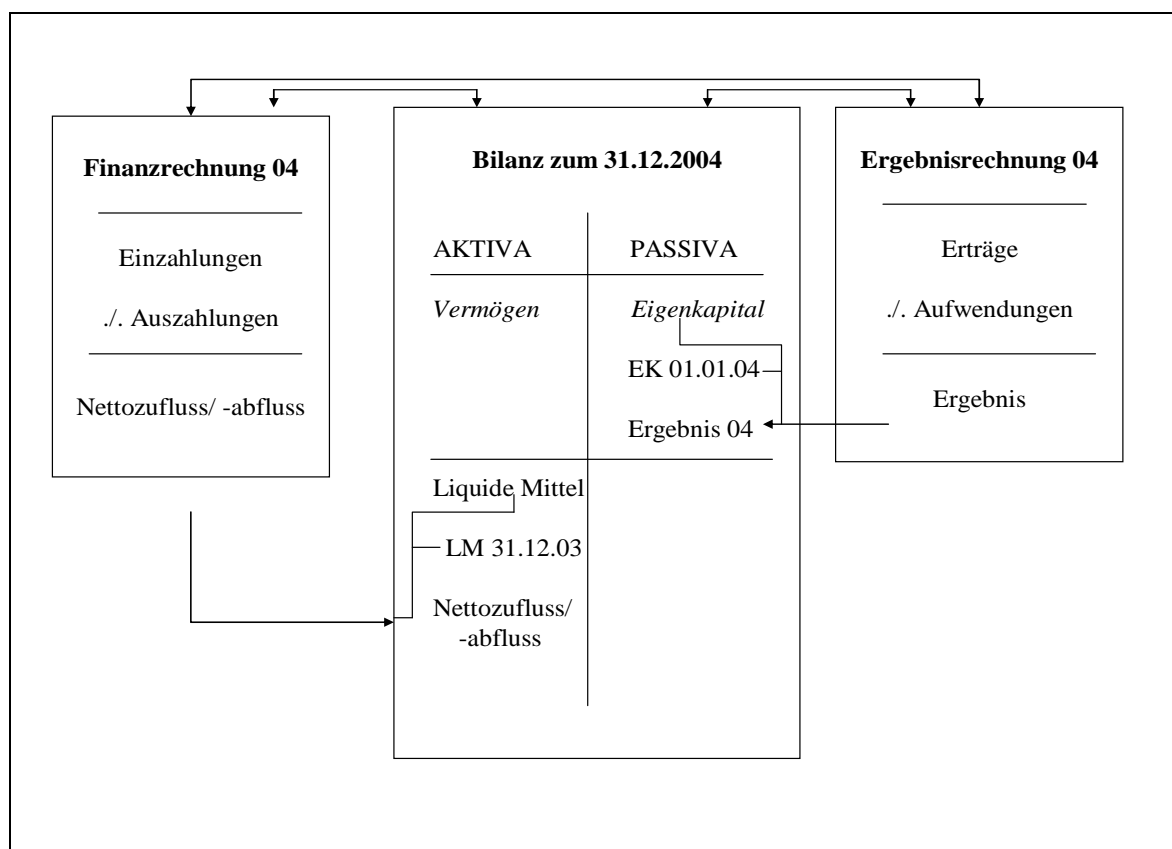 Finanzrechnung 04
Einzahlungen
./. Auszahlungen
Nettozufluss/ -abfluss
Bilanz zum 31.12.2004
AKTIVA
PASSIVA
Vermögen
Eigenkapital
EK 01.01.04
Ergebnis 04
Liquide Mittel
LM 31.12.03
Nettozufluss/
-abfluss
Ergebnisrechnung 04
Erträge
./. Aufwendungen
Ergebnis